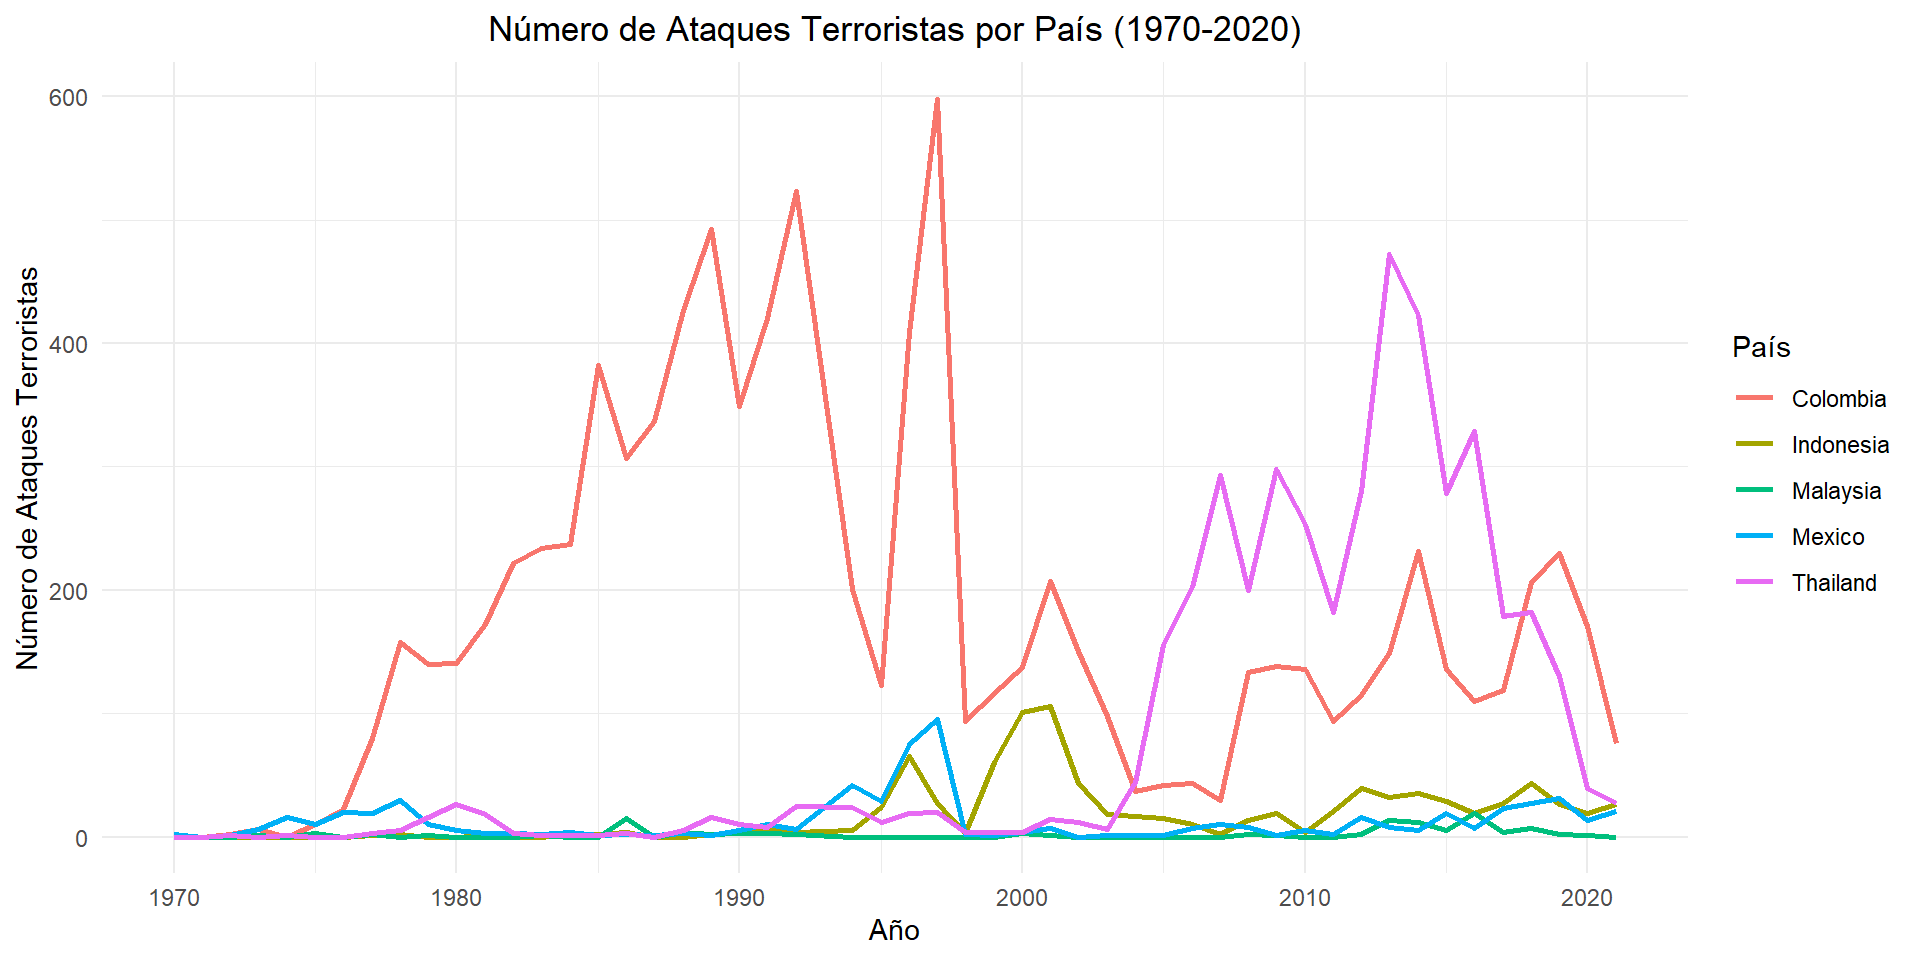 Número de Ataques Terroristas por País (1970-2020)
Número de Ataques Terroristas
600
400
200
0
1970
1980
1990
2000
2010
2020
Año
País
Colombia
Indonesia
Malaysia
Mexico
Thailand